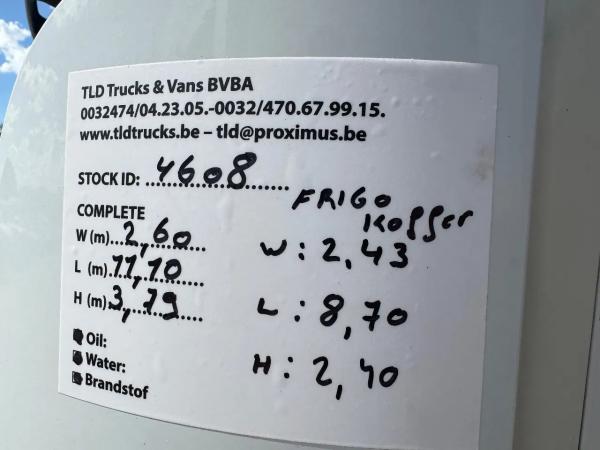 TLD Trucks & Vans BVBA
0032474/04.23.05.-0032/470.67.99.15.
www.tldtrucks.be – tld@proximus.be
STOCK ID: 4608
COMPLETE
W (m) 2,60
L (m) 11,10
H (m) 3,79
Oil:
Water:
Brandstof
FRIGO
Koffer
W: 2,43
L: 8,70
H: 2,40